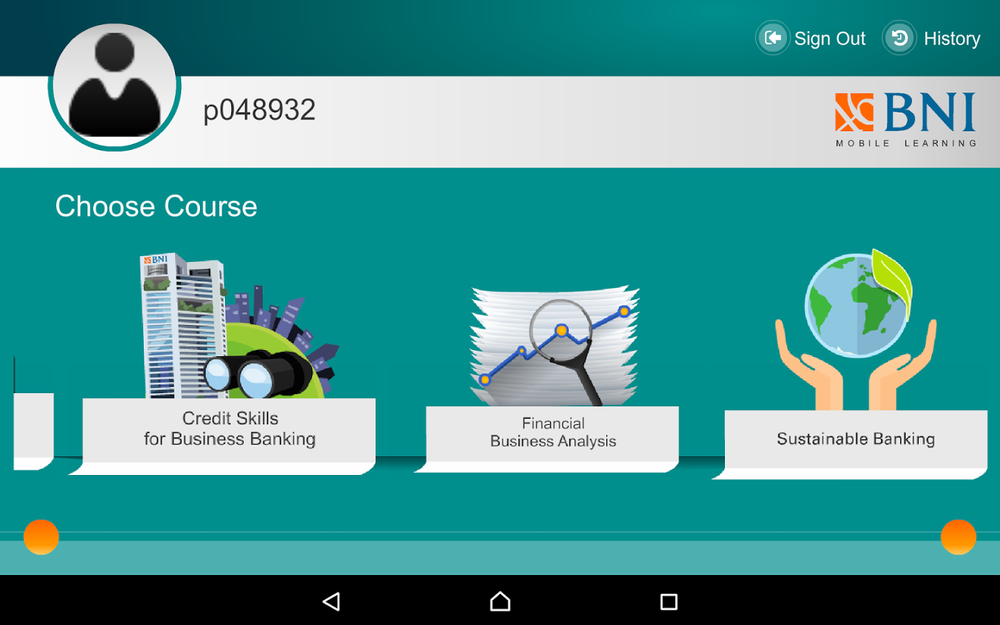 Sign Out
History
p048932
BNI
MOBILE LEARNING
Choose Course
BNI
Credit Skills
for Business Banking
Financial
Business Analysis
Sustainable Banking